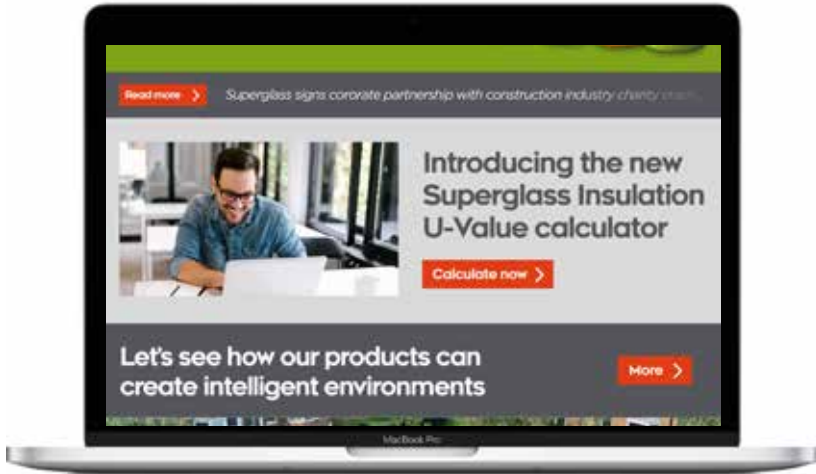 Read more
Superglass signs cororate partnership with construction industry charity
Introducing the new
Superglass Insulation
U-Value calculator
Calculate now
Let's see how our products can
create intelligent environments
More
MacBook Pro